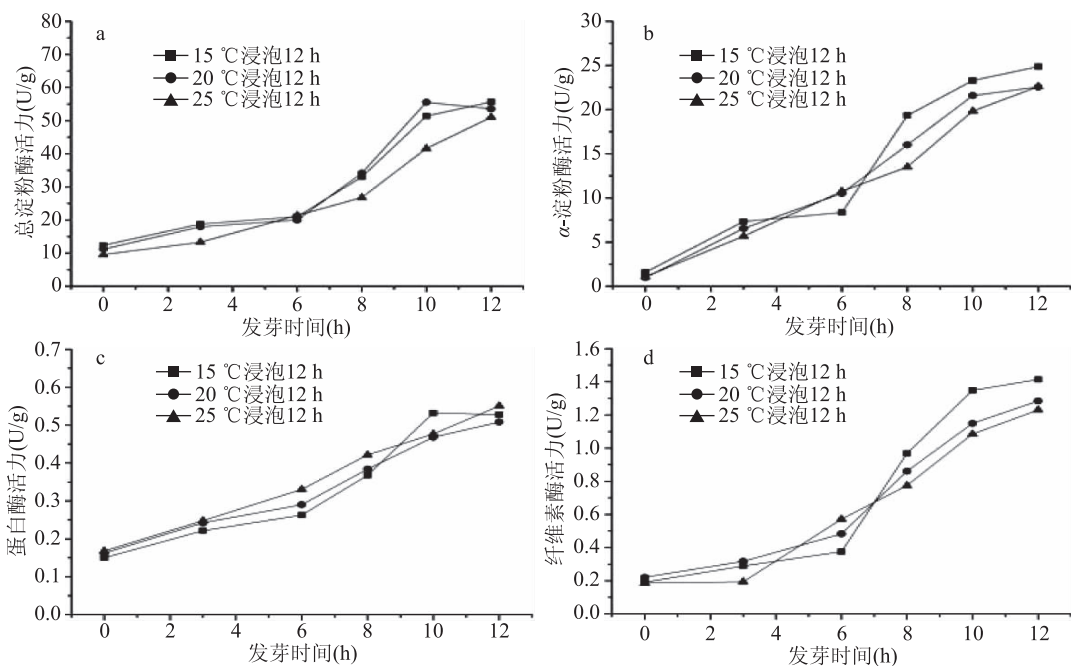 a
15 ℃浸泡12 h
20 ℃浸泡12 h
25 ℃浸泡12 h
总淀粉酶活力(U/g)
80
70
60
50
40
30
20
10
0
0 2 4 6 8 10 12
发芽时间(h)
b
15 ℃浸泡12 h
20 ℃浸泡12 h
25 ℃浸泡12 h
α-淀粉酶活力(U/g)
30
25
20
15
10
5
0
0 2 4 6 8 10 12
发芽时间(h)
c
15 ℃浸泡12 h
20 ℃浸泡12 h
25 ℃浸泡12 h
蛋白酶活力(U/g)
0.7
0.6
0.5
0.4
0.3
0.2
0.1
0.0
0 2 4 6 8 10 12
发芽时间(h)
d
15 ℃浸泡12 h
20 ℃浸泡12 h
25 ℃浸泡12 h
纤维素酶活力(U/g)
1.6
1.4
1.2
1.0
0.8
0.6
0.4
0.2
0.0
0 2 4 6 8 10 12
发芽时间(h)